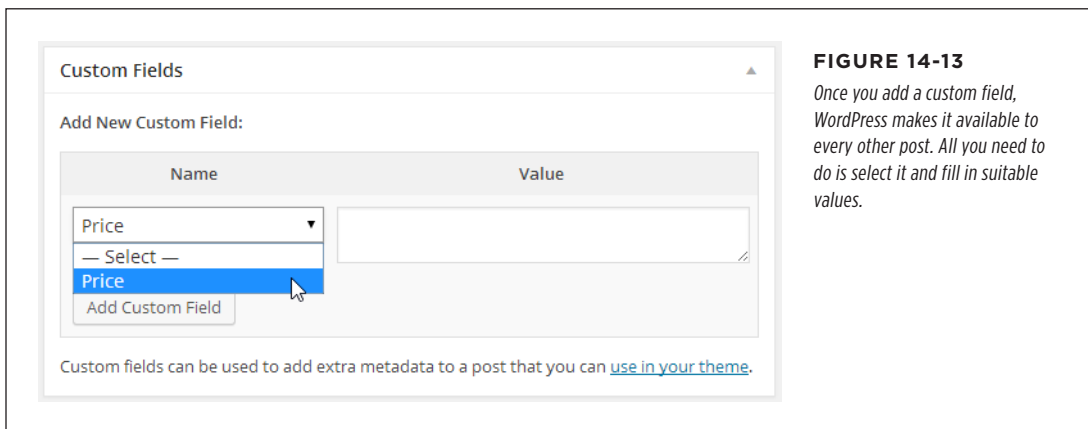 Custom Fields
Add New Custom Field:
Name Value
Price
— Select —
Price
Add Custom Field
Custom fields can be used to add extra metadata to a post that you can use in your theme.
FIGURE 14-13
Once you add a custom field,
WordPress makes it available to
every other post. All you need to
do is select it and fill in suitable
values.